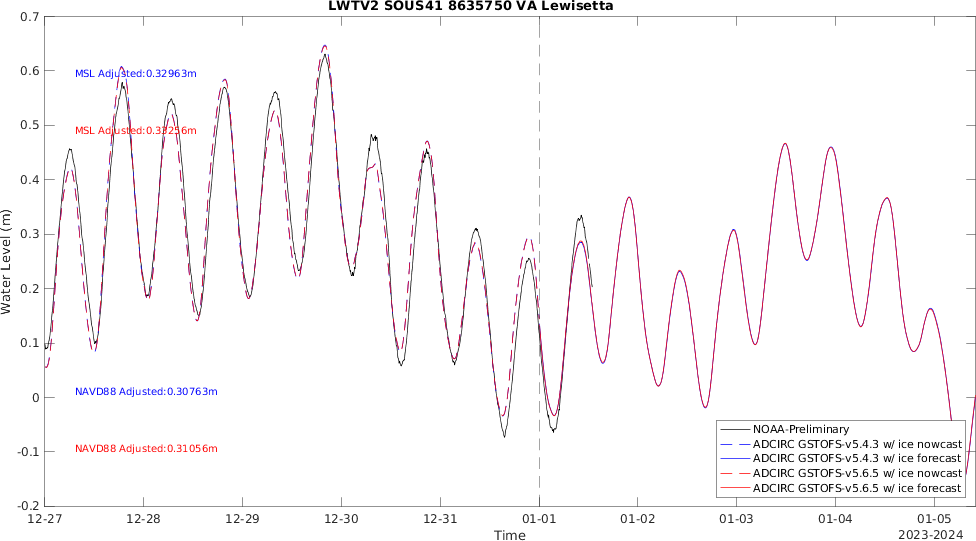 LWTV2 SOUS41 8635750 VA Lewisetta
0.7
0.6
0.5
0.4
0.3
0.2
0.1
0
-0.1
-0.2
Water Level (m)
MSL Adjusted:0.32963m
MSL Adjusted:0.33256m
NAVD88 Adjusted:0.30763m
NAVD88 Adjusted:0.31056m
NOAA-Preliminary
ADCIRC GSTOFS-v5.4.3 w/ ice nowcast
ADCIRC GSTOFS-v5.4.3 w/ ice forecast
ADCIRC GSTOFS-v5.6.5 w/ ice nowcast
ADCIRC GSTOFS-v5.6.5 w/ ice forecast
12-27 12-28 12-29 12-30 12-31 01-01 01-02 01-03 01-04 01-05
Time
2023-2024